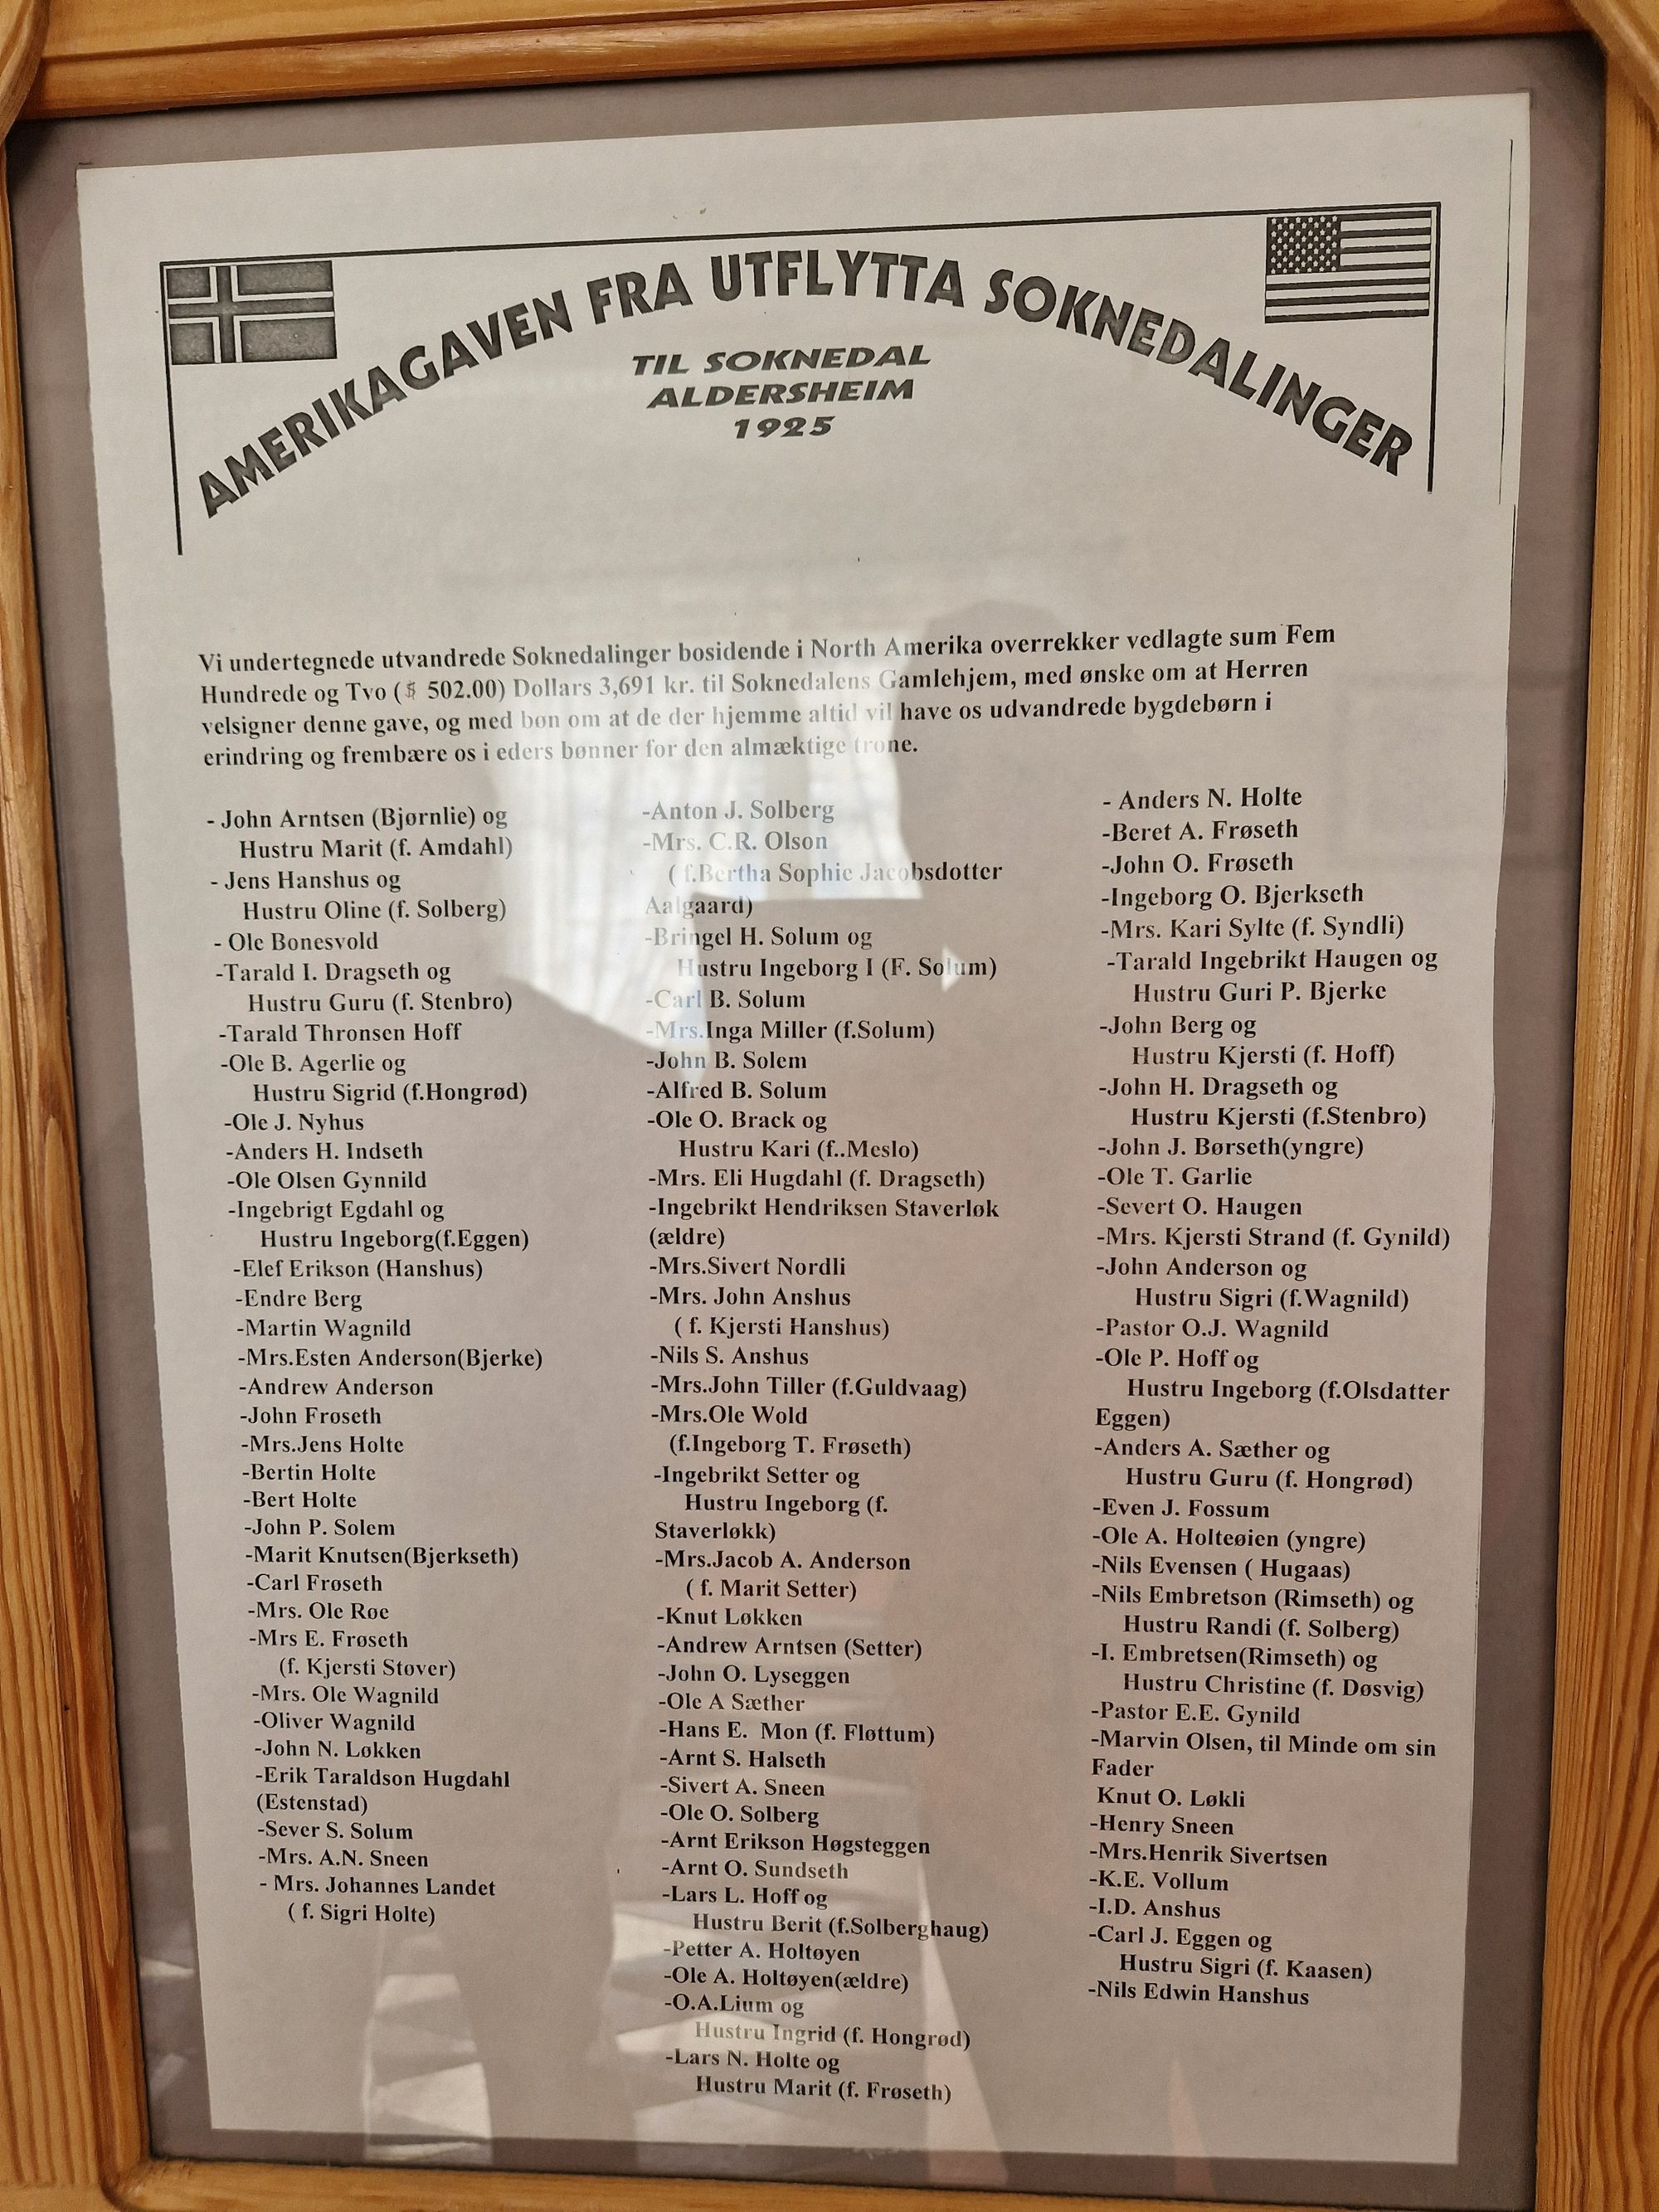 AMERIKAGAVEN FRA UTFLYTTA SOKNEDALINGER
TIL SOKNEDAL
ALDERSHEIM
1925
Vi undertegnede utvandrede Soknedalinger bosidende i North Amerika overrekker vedlagte sum Fem
Hundrede og Tvo ($ 502.00) Dollars 3,691 kr. til Soknedalens Gamlehjem, med ønske om at Herren
velsigner denne gave, og med bøn om at de der hjemme altid vil have os udvandrede bygdebørn i
erindring og frembære os i eders bønner for den almæktige trone.
- John Arntsen (Bjørnlie) og
Hustru Marit (f. Amdahl)
- Jens Hanshus og
Hustru Oline (f. Solberg)
- Ole Bonesvold
-Tarald I. Dragseth og
Hustru Guru (f. Stenbro)
-Tarald Thronsen Hoff
-Ole B. Agerlie og
Hustru Sigrid (f.Hongrød)
-Ole J. Nyhus
-Anders H. Indseth
-Ole Olsen Gynnild
-Ingebrigt Egdahl og
Hustru Ingeborg(f.Eggen)
-Elef Erikson (Hanshus)
-Endre Berg
-Martin Wagnild
-Mrs.Esten Anderson(Bjerke)
-Andrew Anderson
-John Frøseth
-Mrs.Jens Holte
-Bertin Holte
-Bert Holte
-John P. Solem
-Marit Knutsen(Bjerkseth)
-Carl Frøseth
-Mrs. Ole Røe
-Mrs E. Frøseth
(f. Kjersti Støver)
-Mrs. Ole Wagnild
-Oliver Wagnild
-John N. Løkken
-Erik Taraldson Hugdahl
(Estenstad)
-Sever S. Solum
-Mrs. A.N. Sneen
- Mrs. Johannes Landet
( f. Sigri Holte)
-Anton J. Solberg
-Mrs. C.R. Olson
( f.Bertha Sophie Jacobsdotter
Aalgaard)
-Bringel H. Solum og
Hustru Ingeborg I (F. Solum)
-Carl B. Solum
-Mrs.Inga Miller (f.Solum)
-John B. Solem
-Alfred B. Solum
-Ole O. Brack og
Hustru Kari (f..Meslo)
-Mrs. Eli Hugdahl (f. Dragseth)
-Ingebrikt Hendriksen Staverløk
(ældre)
-Mrs.Sivert Nordli
-Mrs. John Anshus
( f. Kjersti Hanshus)
-Nils S. Anshus
-Mrs.John Tiller (f.Guldvaag)
-Mrs.Ole Wold
(f.Ingeborg T. Frøseth)
-Ingebrikt Setter og
Hustru Ingeborg (f.
Staverløkk)
-Mrs.Jacob A. Anderson
( f. Marit Setter)
-Knut Løkken
-Andrew Arntsen (Setter)
-John O. Lyseggen
-Ole A Sæther
-Hans E. Mon (f. Fløttum)
-Arnt S. Halseth
-Sivert A. Sneen
-Ole O. Solberg
-Arnt Erikson Høgsteggen
-Arnt O. Sundseth
-Lars L. Hoff og
Hustru Berit (f.Solberghaug)
-Petter A. Holtøyen
-Ole A. Holtøyen(ældre)
-O.A.Lium og
Hustru Ingrid (f. Hongrød)
-Lars N. Holte og
Hustru Marit (f. Frøseth)
- Anders N. Holte
-Beret A. Frøseth
-John O. Frøseth
-Ingeborg O. Bjerkseth
-Mrs. Kari Sylte (f. Syndli)
-Tarald Ingebrikt Haugen og
Hustru Guri P. Bjerke
-John Berg og
Hustru Kjersti (f. Hoff)
-John H. Dragseth og
Hustru Kjersti (f.Stenbro)
-John J. Børseth(yngre)
-Ole T. Garlie
-Severt O. Haugen
-Mrs. Kjersti Strand (f. Gynild)
-John Anderson og
Hustru Sigri (f.Wagnild)
-Pastor O.J. Wagnild
-Ole P. Hoff og
Hustru Ingeborg (f.Olsdatter
Eggen)
-Anders A. Sæther og
Hustru Guru (f. Hongrød)
-Even J. Fossum
-Ole A. Holteøien (yngre)
-Nils Evensen ( Hugaas)
-Nils Embretson (Rimseth) og
Hustru Randi (f. Solberg)
-I. Embretsen(Rimseth) og
Hustru Christine (f. Døsvig)
-Pastor E.E. Gynild
-Marvin Olsen, til Minde om sin
Fader
Knut O. Løkli
-Henry Sneen
-Mrs.Henrik Sivertsen
-K.E. Vollum
-I.D. Anshus
-Carl J. Eggen og
Hustru Sigri (f. Kaasen)
-Nils Edwin Hanshus